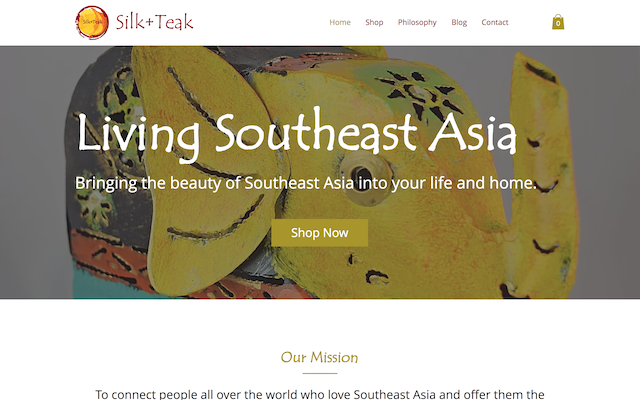 Silk+Teak
Silk+Teak
Home
Shop
Philosophy
Blog
Contact
0
Living Southeast Asia
Bringing the beauty of Southeast Asia into your life and home.
Shop Now
Our Mission
To connect people all over the world who love Southeast Asia and offer them the